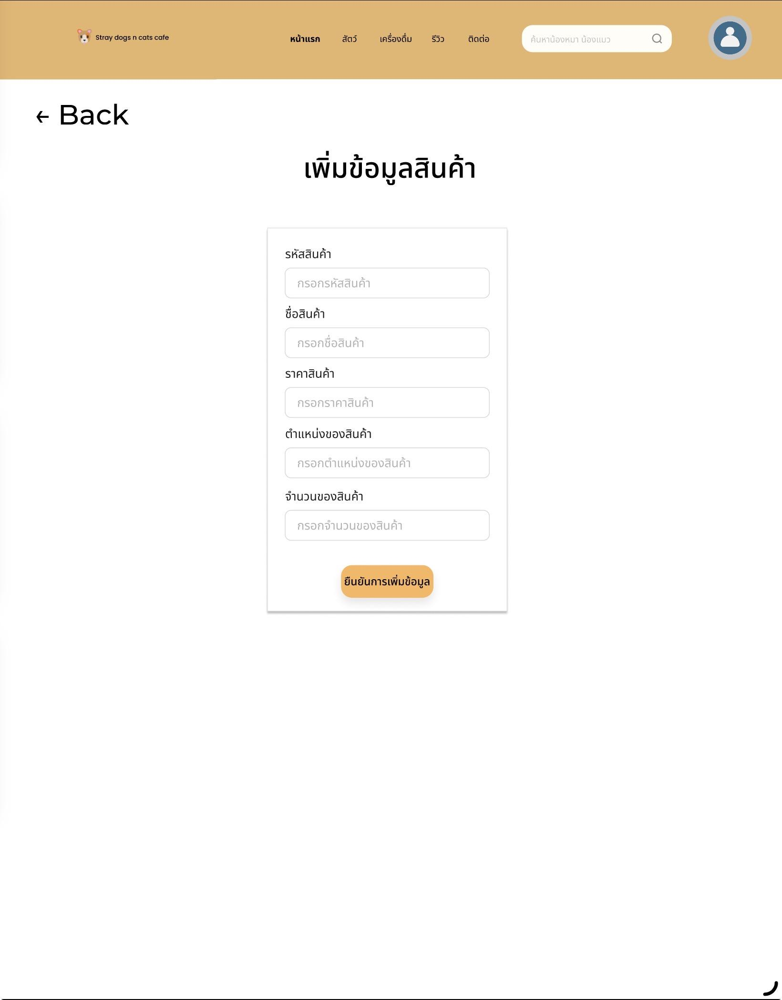 Stray dogs n cats cafe
หน้าแรก สัตว์ เครื่องดื่ม รีวิว ติดต่อ
ค้นหาน้องหมา น้องแมว
← Back
เพิ่มข้อมูลสินค้า
รหัสสินค้า
กรอกรหัสสินค้า
ชื่อสินค้า
กรอกชื่อสินค้า
ราคาสินค้า
กรอกราคาสินค้า
ตำแหน่งของสินค้า
กรอกตำแหน่งของสินค้า
จำนวนของสินค้า
กรอกจำนวนของสินค้า
ยืนยันการเพิ่มข้อมูล